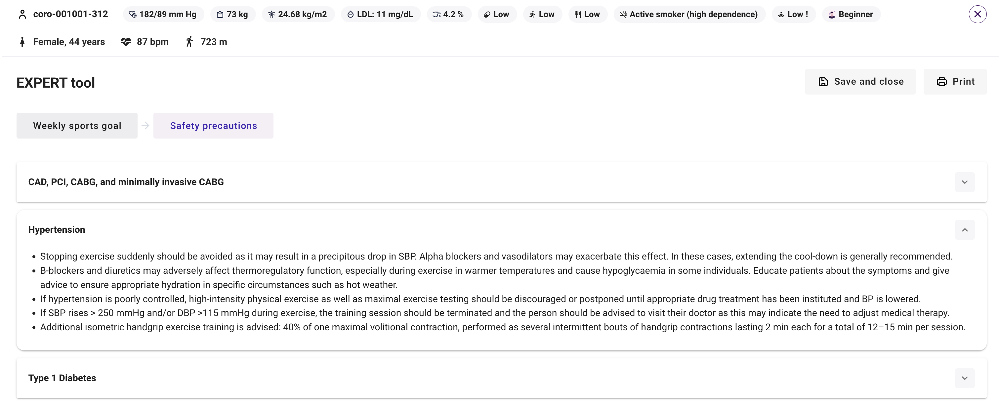 coro-001001-312 182/89 mm Hg 73 kg 24.68 kg/m2 LDL: 11 mg/dL 4.2 % Low Low Low Active smoker (high dependence) Low ! Beginner
Female, 44 years 87 bpm 723 m
EXPERT tool Save and close Print
Weekly sports goal Safety precautions
CAD, PCI, CABG, and minimally invasive CABG
Hypertension
• Stopping exercise suddenly should be avoided as it may result in a precipitous drop in SBP. Alpha blockers and vasodilators may exacerbate this effect. In these cases, extending the cool-down is generally recommended.
• B-blockers and diuretics may adversely affect thermoregulatory function, especially during exercise in warmer temperatures and cause hypoglycaemia in some individuals. Educate patients about the symptoms and give
advice to ensure appropriate hydration in specific circumstances such as hot weather.
• If hypertension is poorly controlled, high-intensity physical exercise as well as maximal exercise testing should be discouraged or postponed until appropriate drug treatment has been instituted and BP is lowered.
• If SBP rises > 250 mmHg and/or DBP >115 mmHg during exercise, the training session should be terminated and the person should be advised to visit their doctor as this may indicate the need to adjust medical therapy.
• Additional isometric handgrip exercise training is advised: 40% of one maximal volitional contraction, performed as several intermittent bouts of handgrip contractions lasting 2 min each for a total of 12–15 min per session.
Type 1 Diabetes